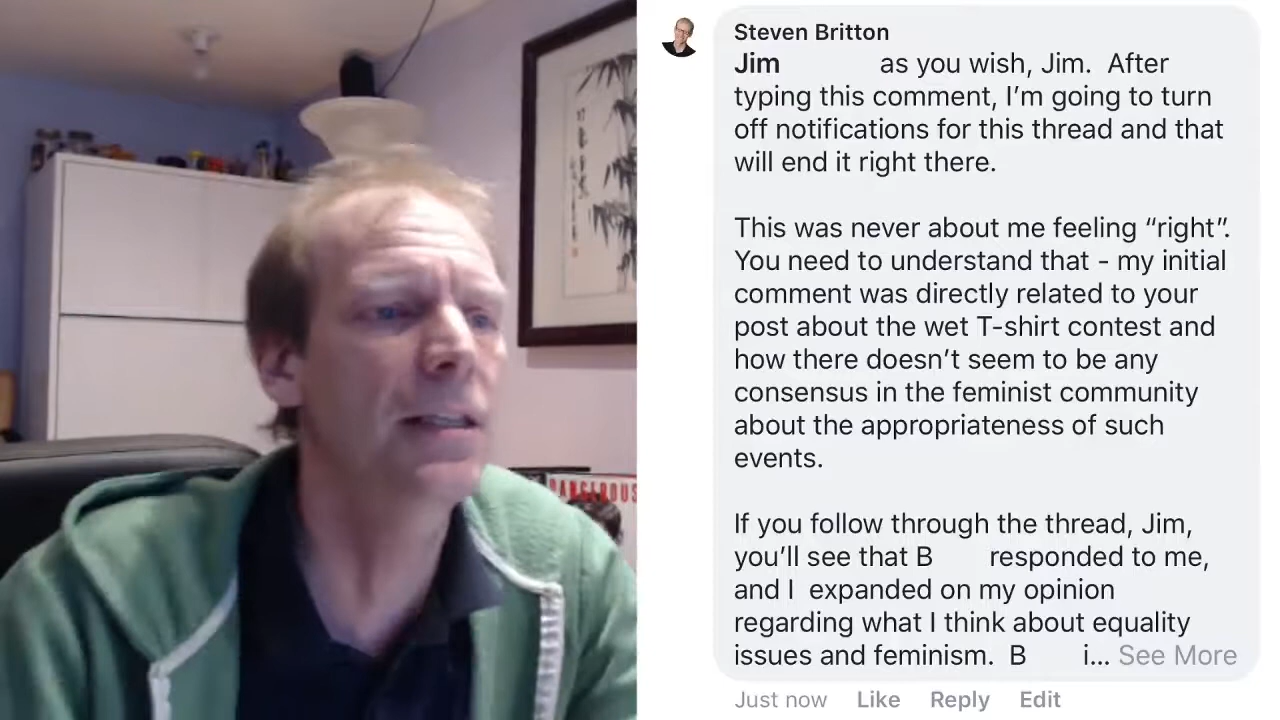 Steven Britton
Jim as you wish, Jim.  After
typing this comment, I’m going to turn
off notifications for this thread and that
will end it right there.
This was never about me feeling “right”.
You need to understand that - my initial
comment was directly related to your
post about the wet T-shirt contest and
how there doesn’t seem to be any
consensus in the feminist community
about the appropriateness of such
events.
If you follow through the thread, Jim,
you’ll see that B responded to me,
and I  expanded on my opinion
regarding what I think about equality
issues and feminism.  B i... See More
Just now Like Reply Edit
DANGEROUS